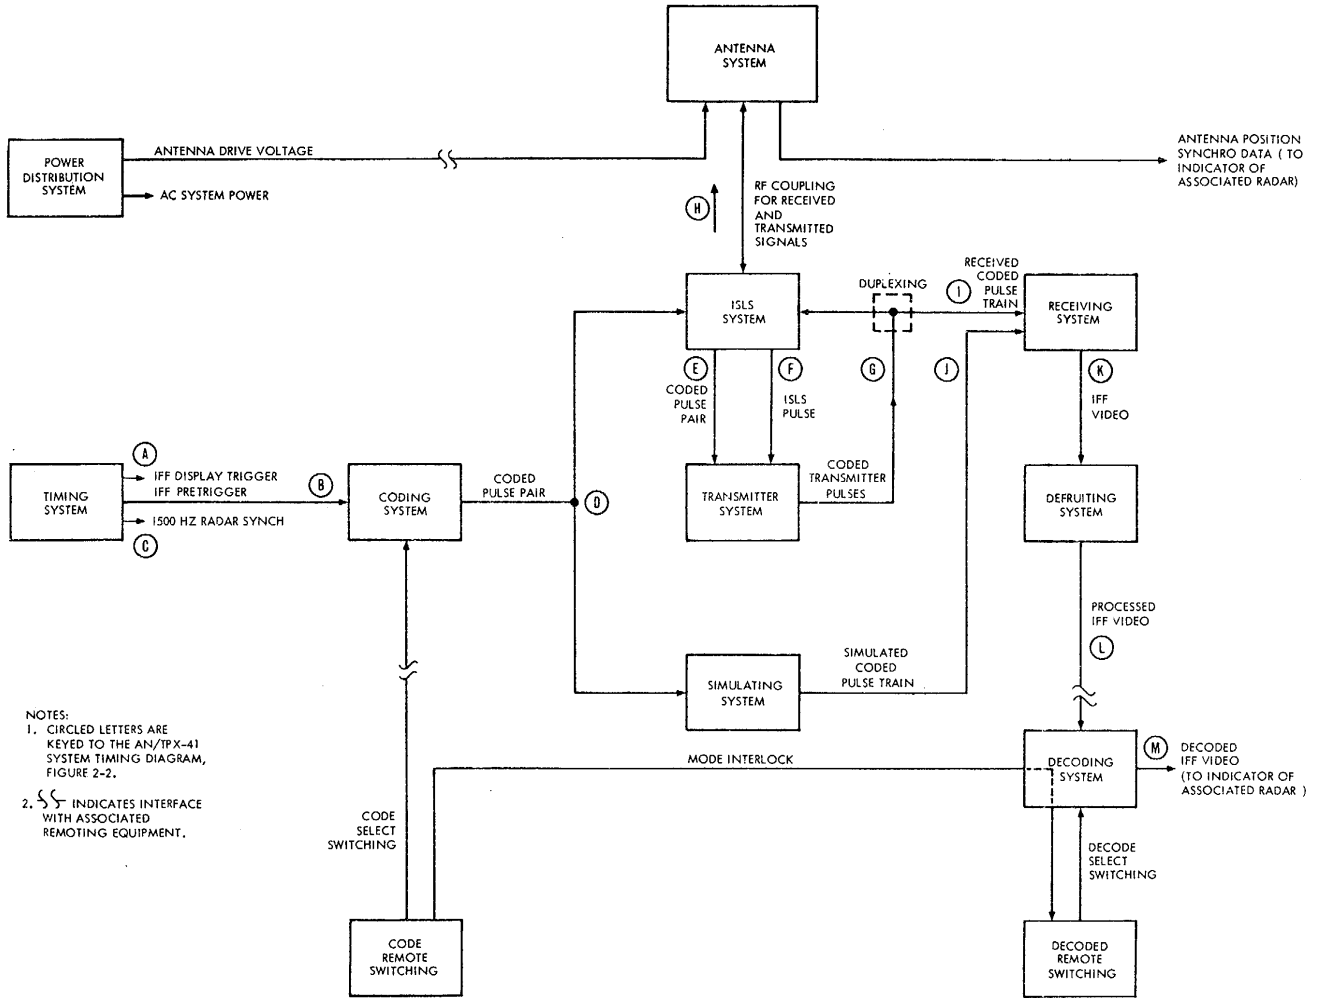 ANTENNA
SYSTEM
POWER
DISTRIBUTION
SYSTEM
ANTENNA DRIVE VOLTAGE
AC SYSTEM POWER
ANTENNA POSITION
SYNCHRO DATA ( TO
INDICATOR OF
ASSOCIATED RADAR)
H
RF COUPLING
FOR RECEIVED
AND
TRANSMITTED
SIGNALS
ISLS
SYSTEM
DUPLEXING
I
RECEIVED
CODED
PULSE
TRAIN
RECEIVING
SYSTEM
E
CODED
PULSE
PAIR
F
ISLS
PULSE
G
J
K
IFF
VIDEO
TIMING
SYSTEM
A
IFF DISPLAY TRIGGER
IFF PRETRIGGER
B
1500 HZ RADAR SYNCH
C
CODING
SYSTEM
CODED
PULSE PAIR
D
TRANSMITTER
SYSTEM
CODED
TRANSMITTER
PULSES
DEFRUITING
SYSTEM
PROCESSED
IFF VIDEO
L
SIMULATING
SYSTEM
SIMULATED
CODED
PULSE TRAIN
NOTES:
1. CIRCLED LETTERS ARE
KEYED TO THE AN/TPX-41
SYSTEM TIMING DIAGRAM,
FIGURE 2-2.
2. INDICATES INTERFACE
WITH ASSOCIATED
REMOTING EQUIPMENT.
MODE INTERLOCK
DECODING
SYSTEM
M
DECODED
IFF VIDEO
(TO INDICATOR OF
ASSOCIATED RADAR )
CODE
SELECT
SWITCHING
DECODE
SELECT
SWITCHING
CODE
REMOTE
SWITCHING
DECODED
REMOTE
SWITCHING